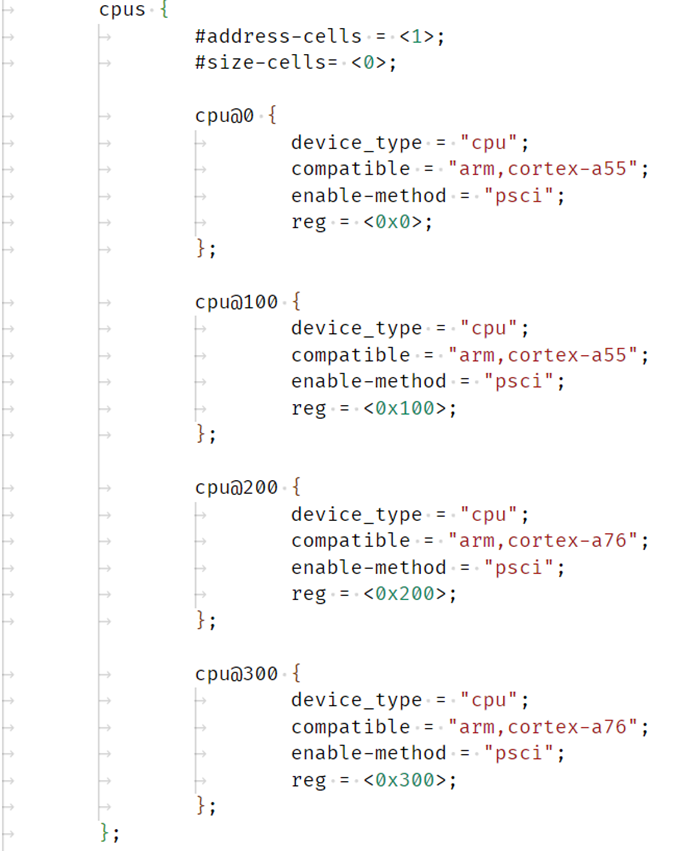 cpus {
#address-cells = <1>;
#size-cells= <0>;
cpu@0 {
device_type = "cpu";
compatible = "arm,cortex-a55";
enable-method = "psci";
reg = <0x0>;
};
cpu@100 {
device_type = "cpu";
compatible = "arm,cortex-a55";
enable-method = "psci";
reg = <0x100>;
};
cpu@200 {
device_type = "cpu";
compatible = "arm,cortex-a76";
enable-method = "psci";
reg = <0x200>;
};
cpu@300 {
device_type = "cpu";
compatible = "arm,cortex-a76";
enable-method = "psci";
reg = <0x300>;
};
};